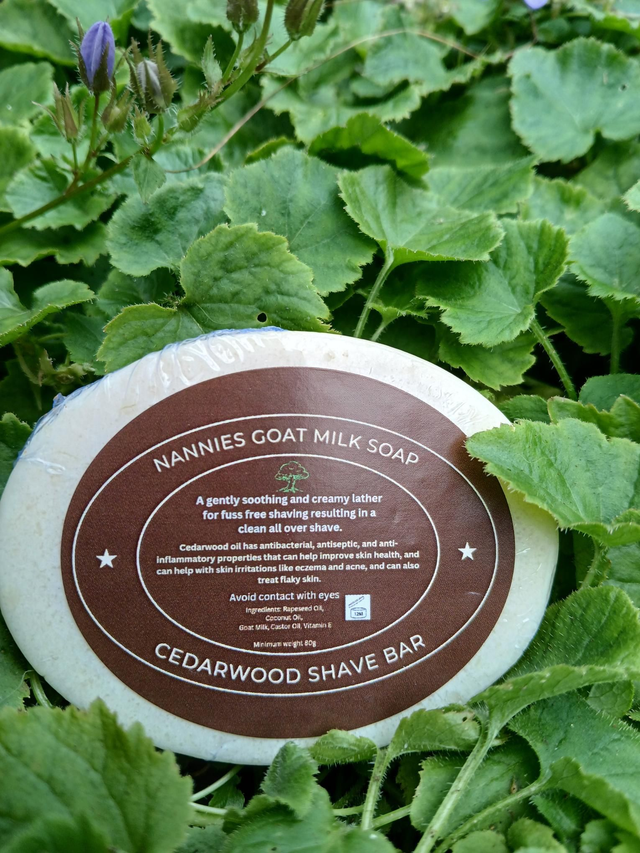 NANNIES GOAT MILK SOAP
A gently soothing and creamy lather
for fuss free shaving resulting in a
clean all over shave.
Cedarwood oil has antibacterial, antiseptic, and anti-
inflammatory properties that can help improve skin health, and
can help with skin irritations like eczema and acne, and can also
treat flaky skin.
Avoid contact with eyes
Ingredients: Rapeseed Oil,
Coconut Oil,
Goat Milk, Castor Oil, Vitamin E
12M
Minimum weight 80g
CEDARWOOD SHAVE BAR